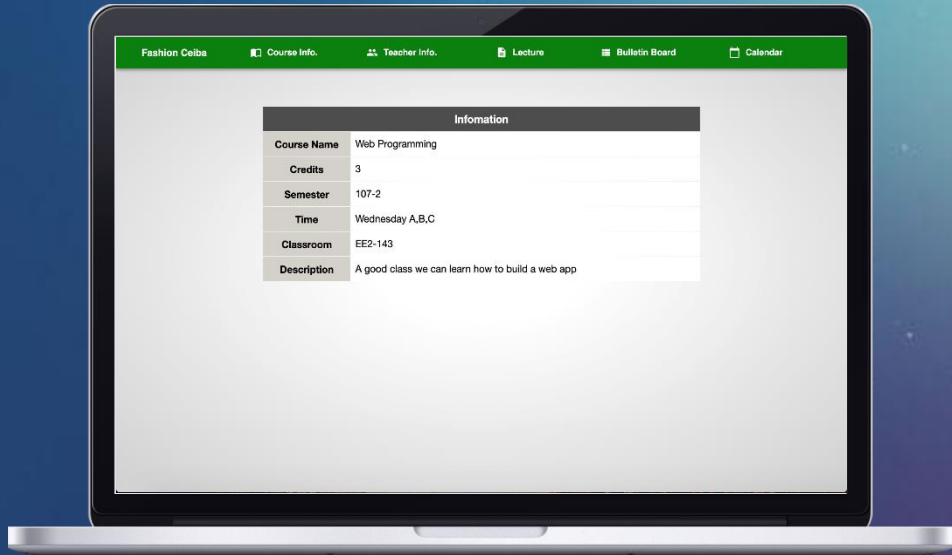 Fashion Ceiba Course Info. Teacher Info. Lecture Bulletin Board Calendar
Infomation
Course Name Web Programming
Credits 3
Semester 107-2
Time Wednesday A,B,C
Classroom EE2-143
Description A good class we can learn how to build a web app